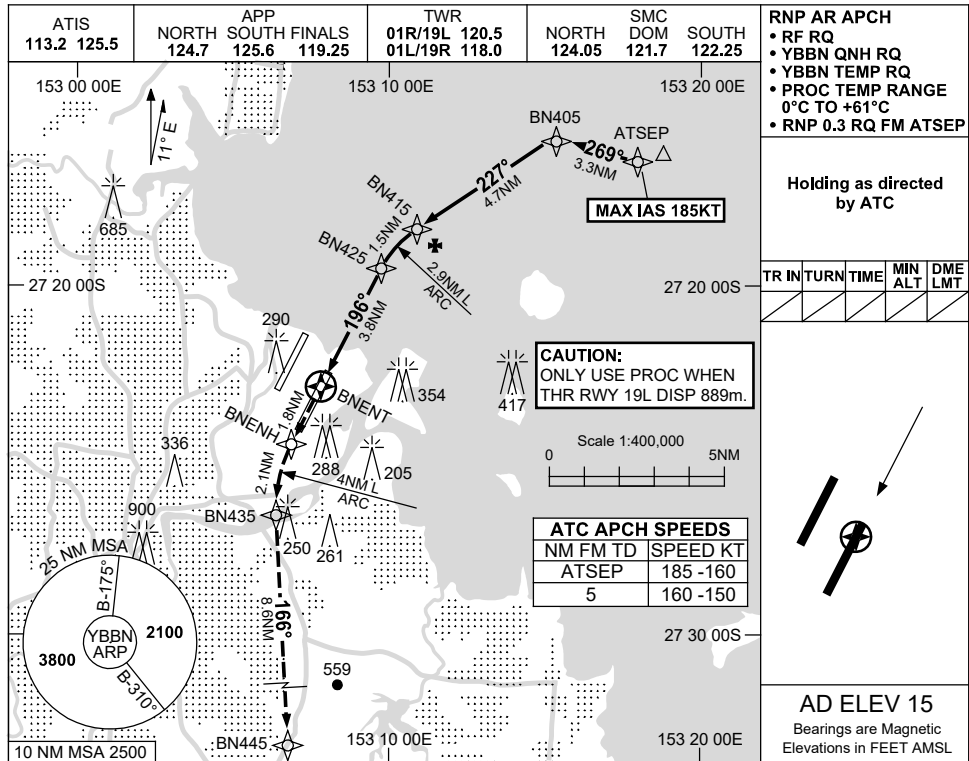 ATIS
113.2 125.5
APP
NORTH SOUTH FINALS
124.7 125.6 119.25
TWR
01R/19L 120.5
01L/19R 118.0
SMC
NORTH DOM SOUTH
124.05 121.7 122.25
RNP AR APCH
• RF RQ
• YBBN QNH RQ
• YBBN TEMP RQ
• PROC TEMP RANGE
0°C TO +61°C
• RNP 0.3 RQ FM ATSEP
Holding as directed
by ATC
TR IN TURN TIME MIN ALT DME LMT
153 00 00E
153 10 00E
153 20 00E
11° E
BN405
ATSEP
269°
3.3NM
MAX IAS 185KT
227°
4.7NM
BN415
1.5NM
BN425
2.9NM L
ARC
685
27 20 00S
27 20 00S
196°
3.8NM
290
CAUTION:
ONLY USE PROC WHEN
THR RWY 19L DISP 889m.
354
417
BNENT
1.8NM
BNENH
288
205
336
2.1NM
4NM L
ARC
Scale 1:400,000
0 5NM
BN435
250
261
900
ATC APCH SPEEDS
NM FM TD SPEED KT
ATSEP 185 -160
5 160 -150
25 NM MSA
B-175°
YBBN
ARP
2100
3800
B-310°
166°
8.6NM
27 30 00S
559
BN445
153 10 00E
153 20 00E
10 NM MSA 2500
AD ELEV 15
Bearings are Magnetic
Elevations in FEET AMSL